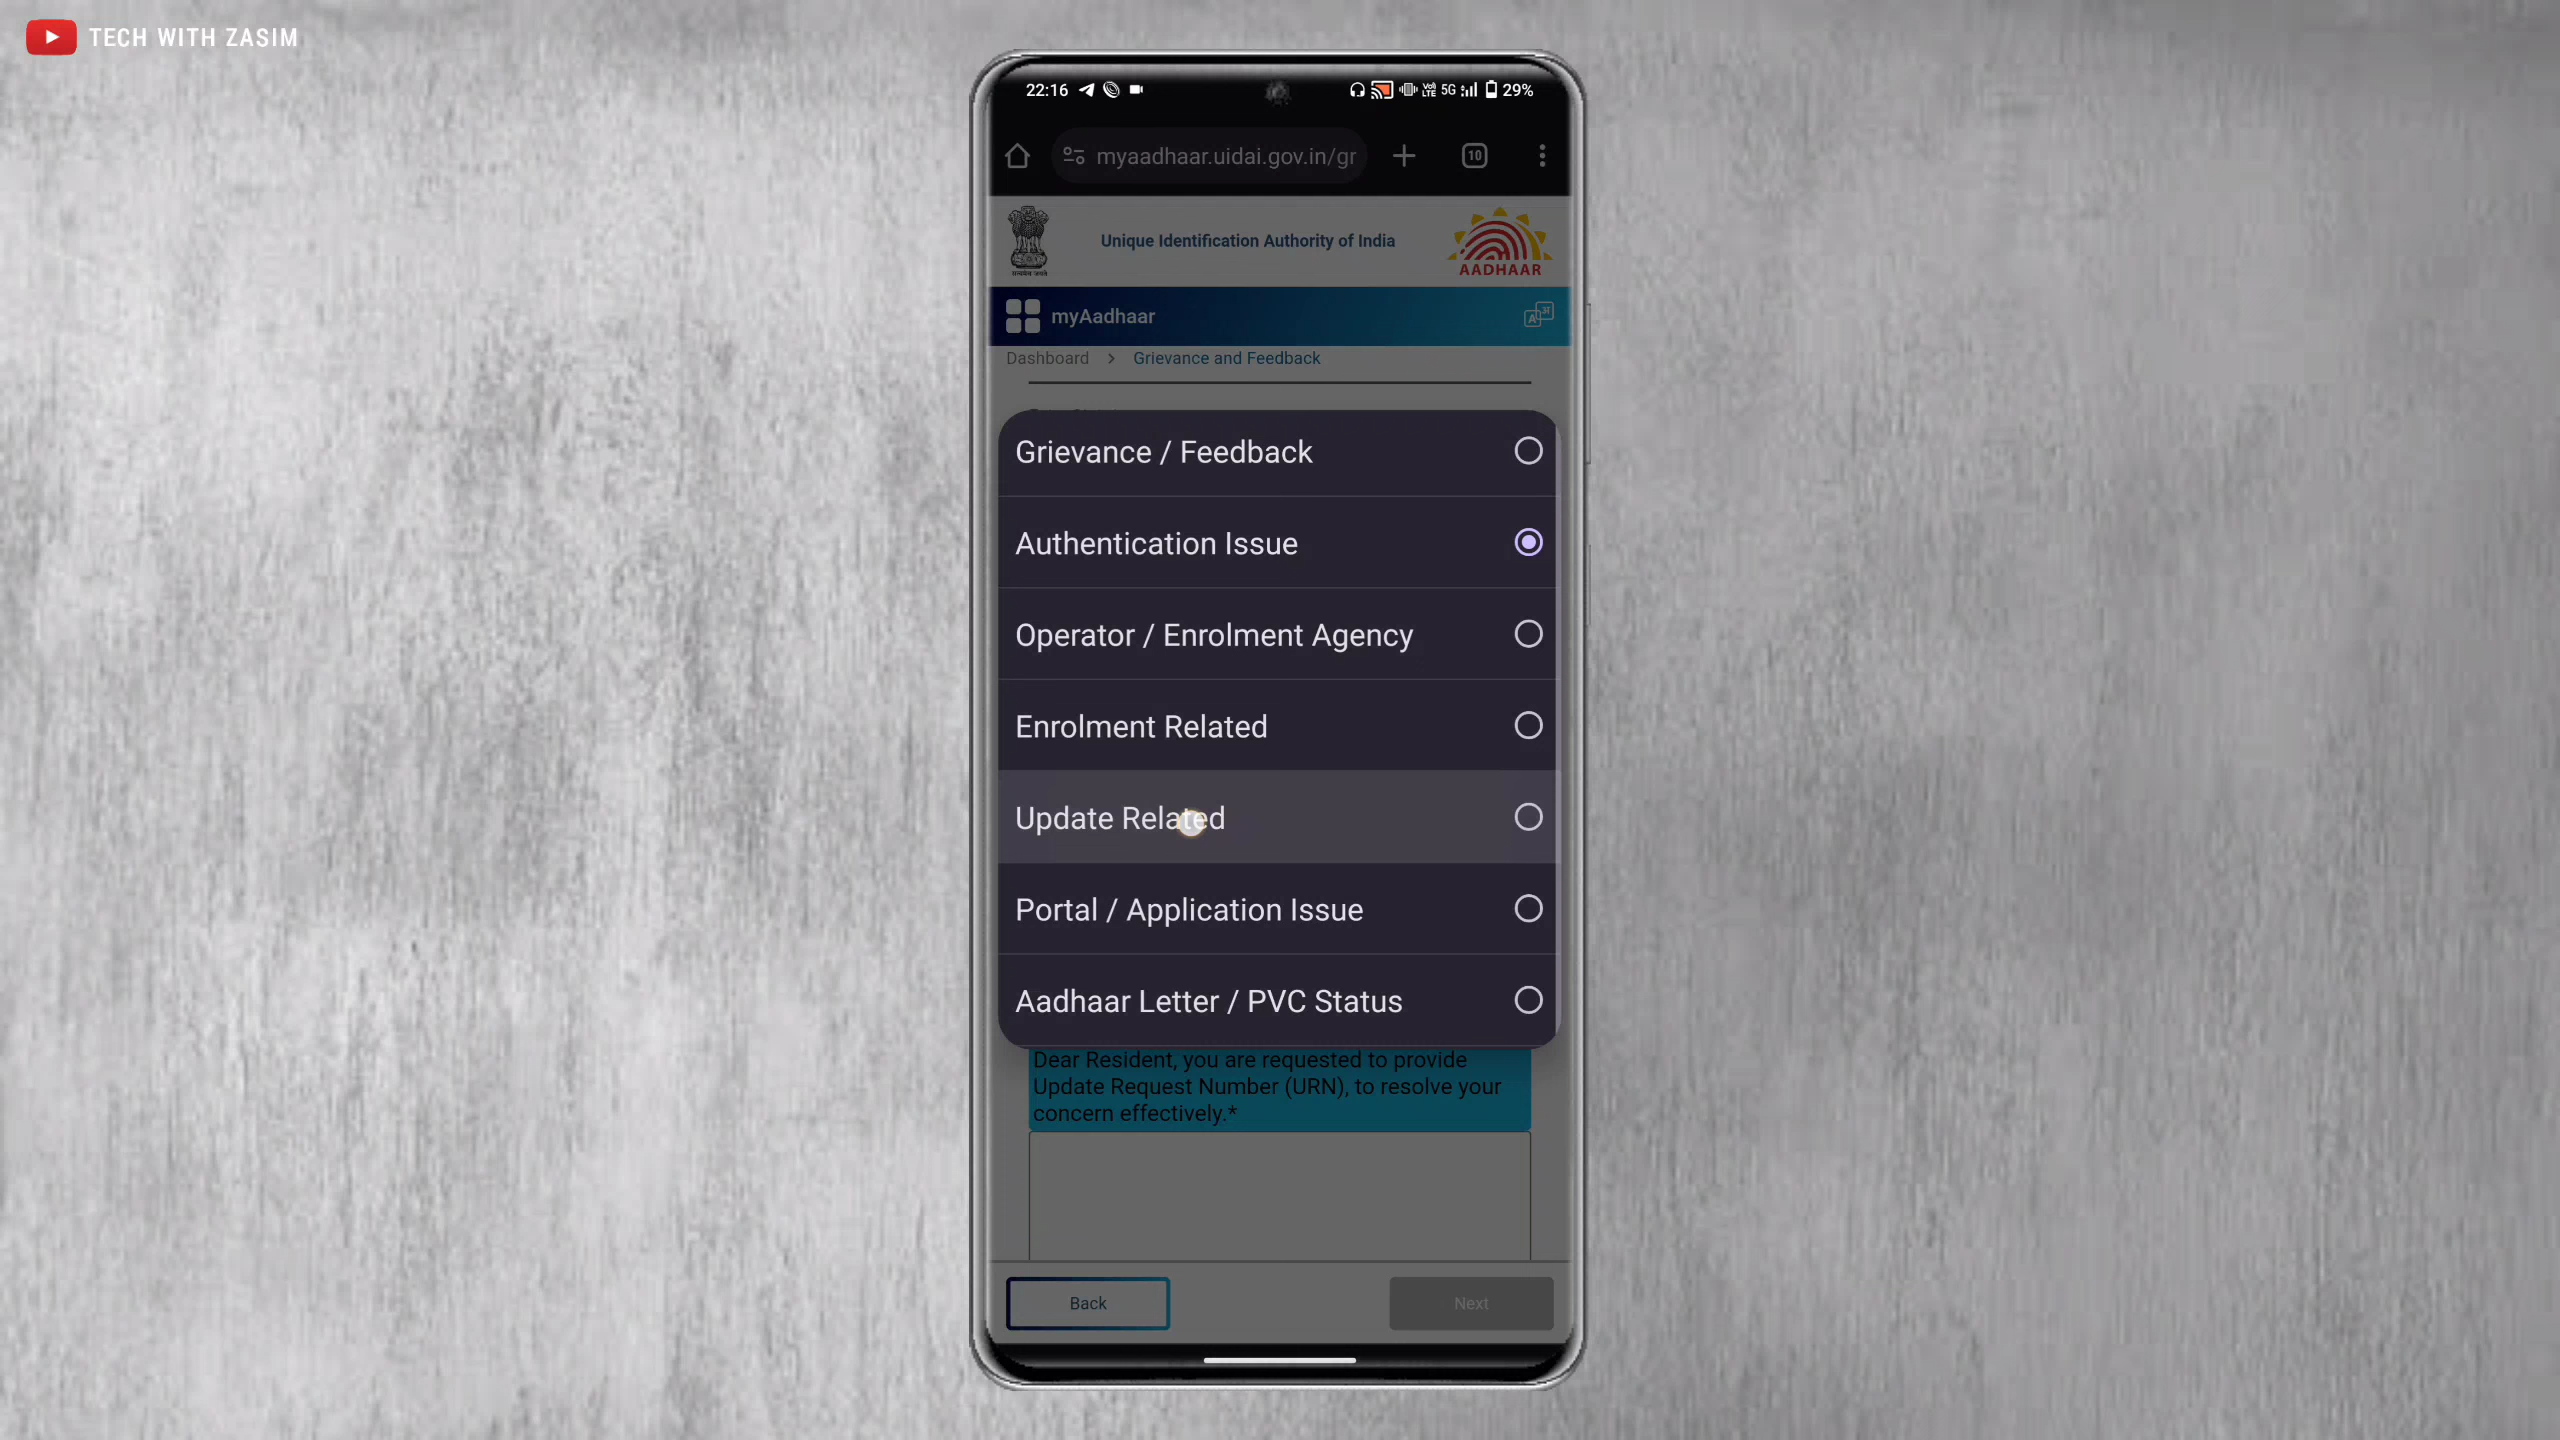 TECH WITH ZASIM
22:16
5G
29%
myaadhaar.uidai.gov.in/gr
10
Unique Identification Authority of India
AADHAAR
myAadhaar
Dashboard > Grievance and Feedback
Grievance / Feedback
Authentication Issue
Operator / Enrolment Agency
Enrolment Related
Update Related
Portal / Application Issue
Aadhaar Letter / PVC Status
Dear Resident, you are requested to provide
Update Request Number (URN), to resolve your
concern effectively.*
Back
Next